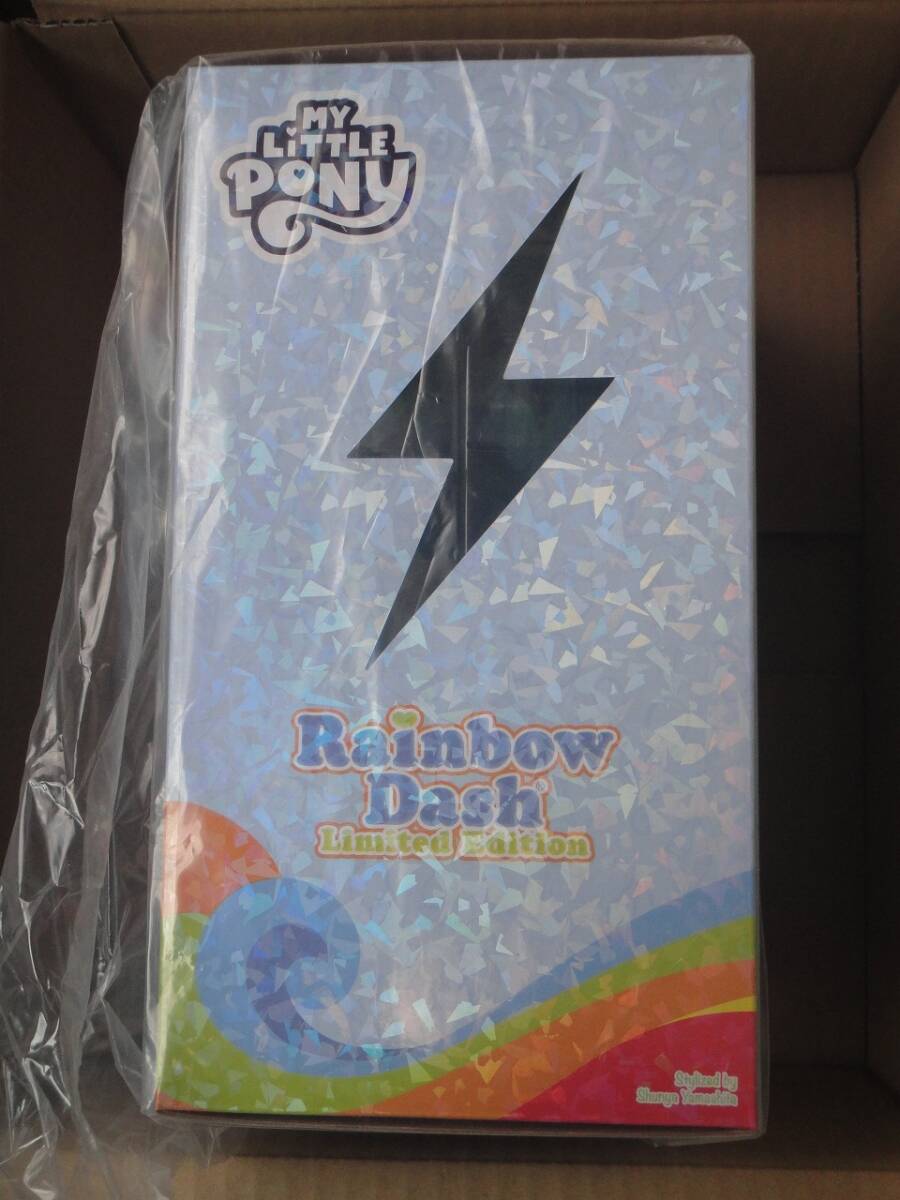 MY
LiTTLE
PONY
Rainbow
Dash®
Limited Edition
Stylized by
Shunya Yamashita